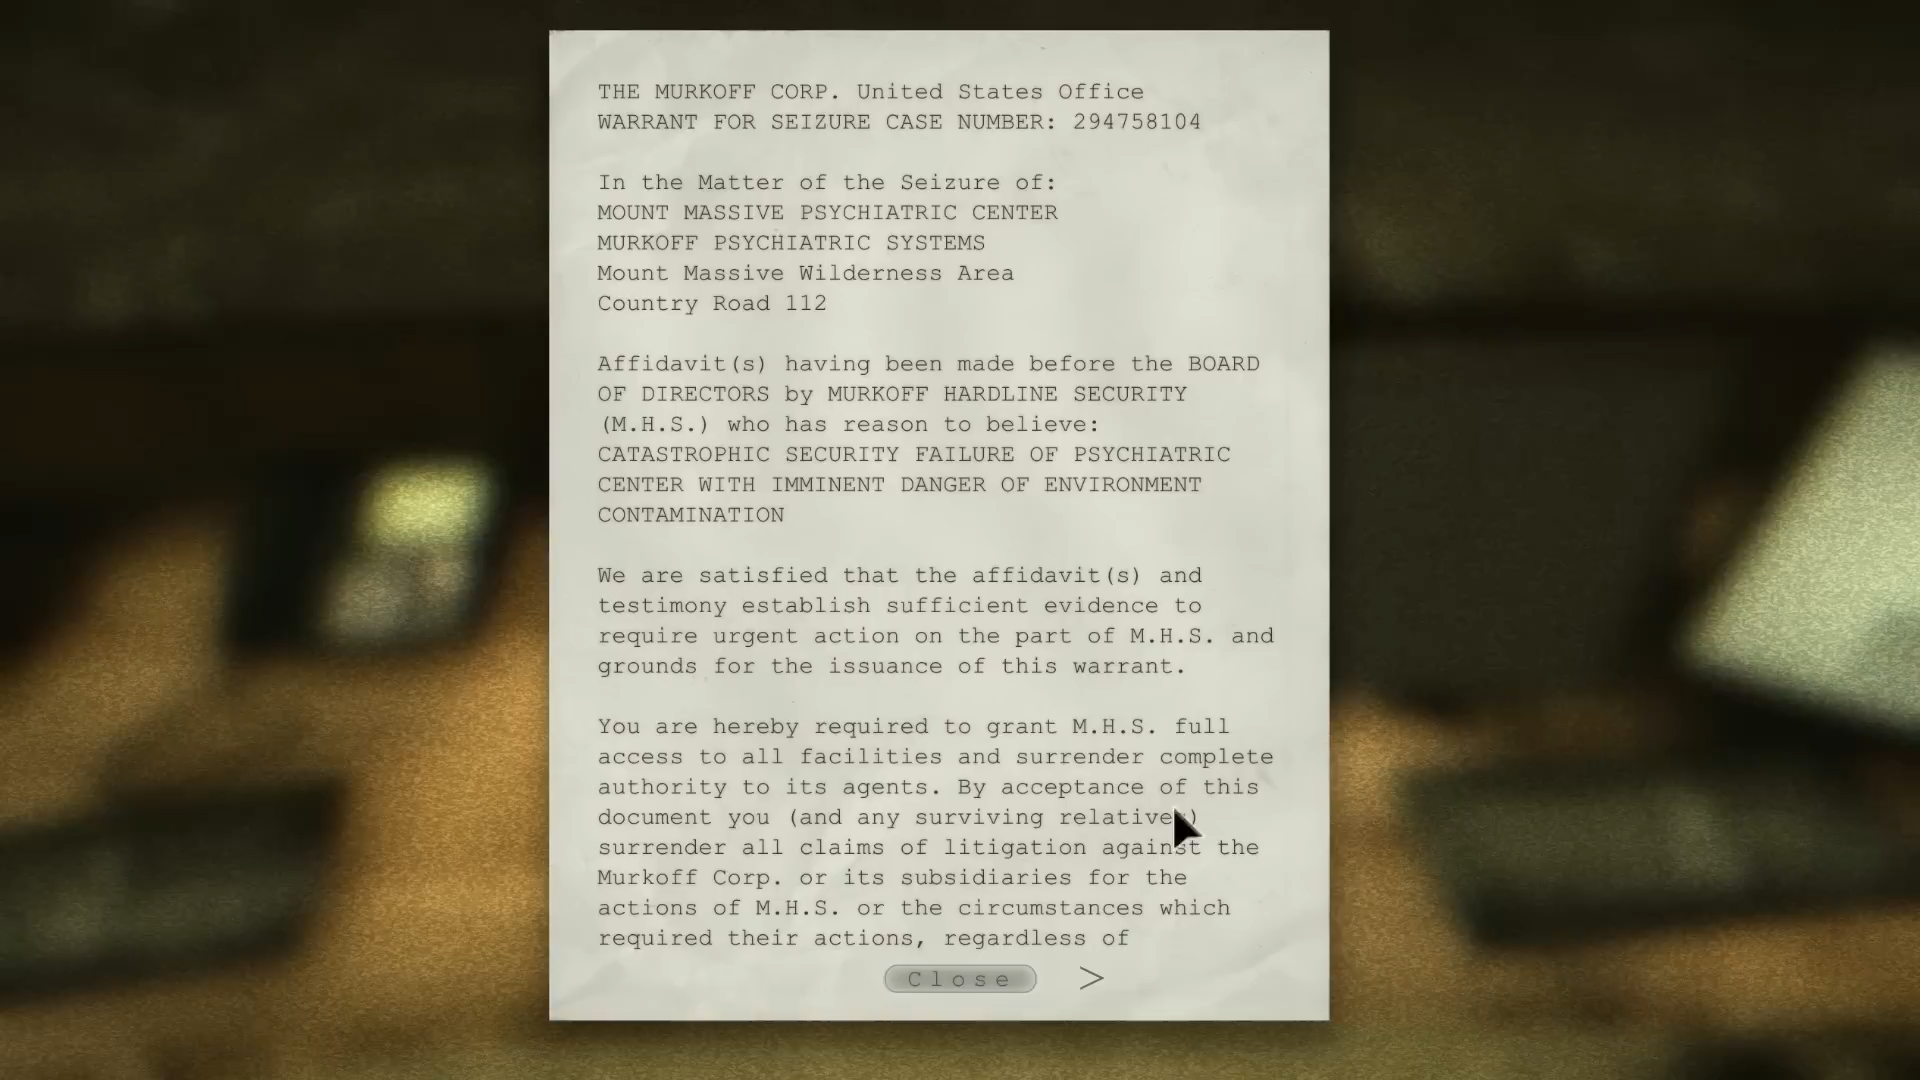 THE MURKOFF CORP. United States Office
WARRANT FOR SEIZURE CASE NUMBER: 294758104
In the Matter of the Seizure of:
MOUNT MASSIVE PSYCHIATRIC CENTER
MURKOFF PSYCHIATRIC SYSTEMS
Mount Massive Wilderness Area
Country Road 112
Affidavit(s) having been made before the BOARD
OF DIRECTORS by MURKOFF HARDLINE SECURITY
(M.H.S.) who has reason to believe:
CATASTROPHIC SECURITY FAILURE OF PSYCHIATRIC
CENTER WITH IMMINENT DANGER OF ENVIRONMENT
CONTAMINATION
We are satisfied that the affidavit(s) and
testimony establish sufficient evidence to
require urgent action on the part of M.H.S. and
grounds for the issuance of this warrant.
You are hereby required to grant M.H.S. full
access to all facilities and surrender complete
authority to its agents. By acceptance of this
document you (and any surviving relatives)
surrender all claims of litigation against the
Murkoff Corp. or its subsidiaries for the
actions of M.H.S. or the circumstances which
required their actions, regardless of
Close >